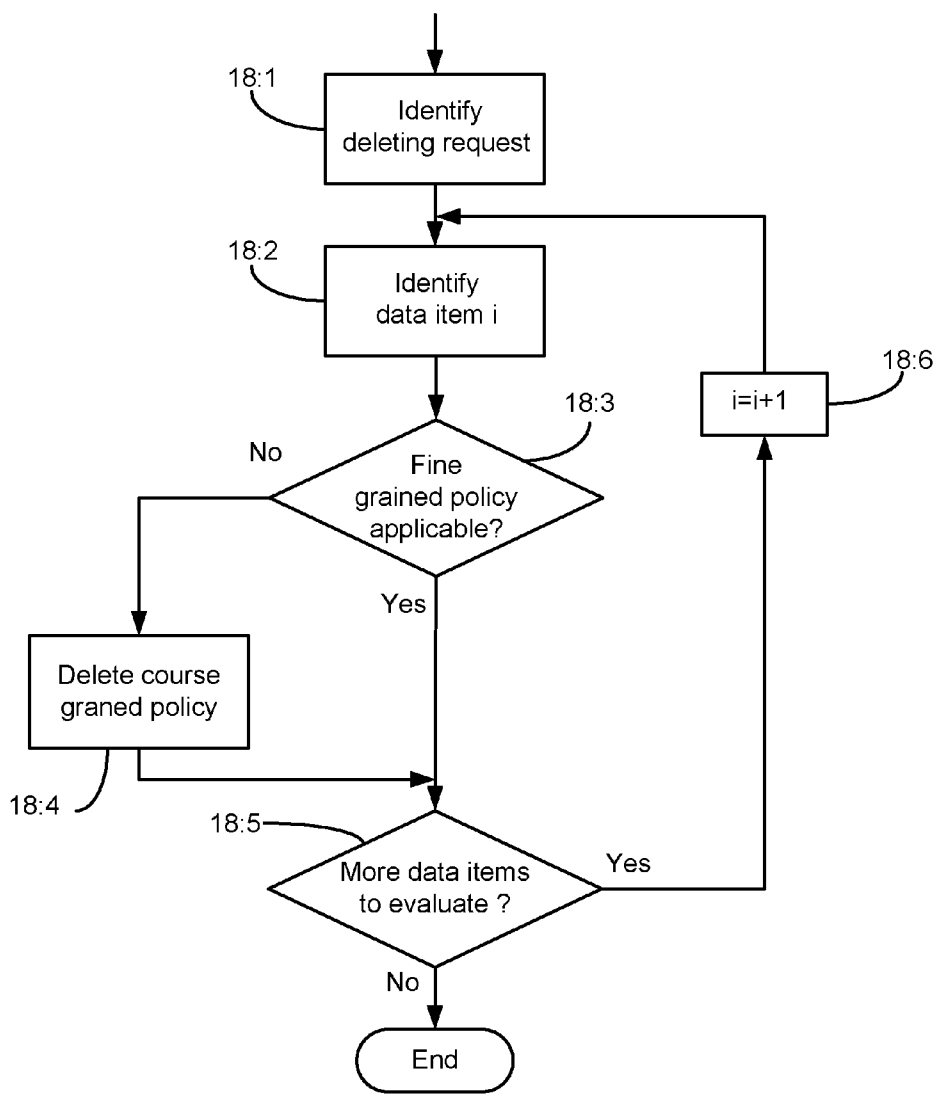 18:1
Identify
deleting request
18:2
Identify
data item i
18:6
i=i+1
18:3
No
Fine
grained policy
applicable?
Yes
Delete course
graned policy
18:4
18:5
More data items
to evaluate ?
Yes
No
End